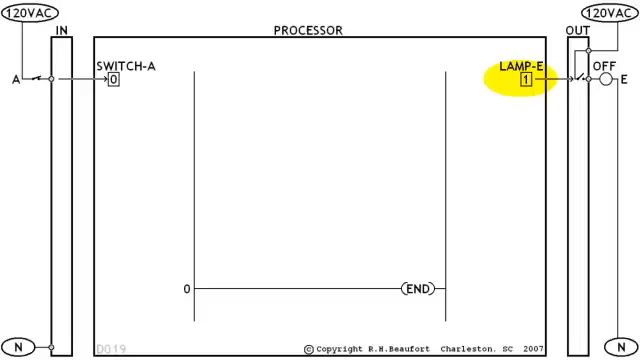 120VAC
120VAC
IN
PROCESSOR
OUT
SWITCH-A
LAMP-E
OFF
A
0
1
E
0
END
N
D019
© Copyright R.H.Beaufort Charleston. SC 2007
N